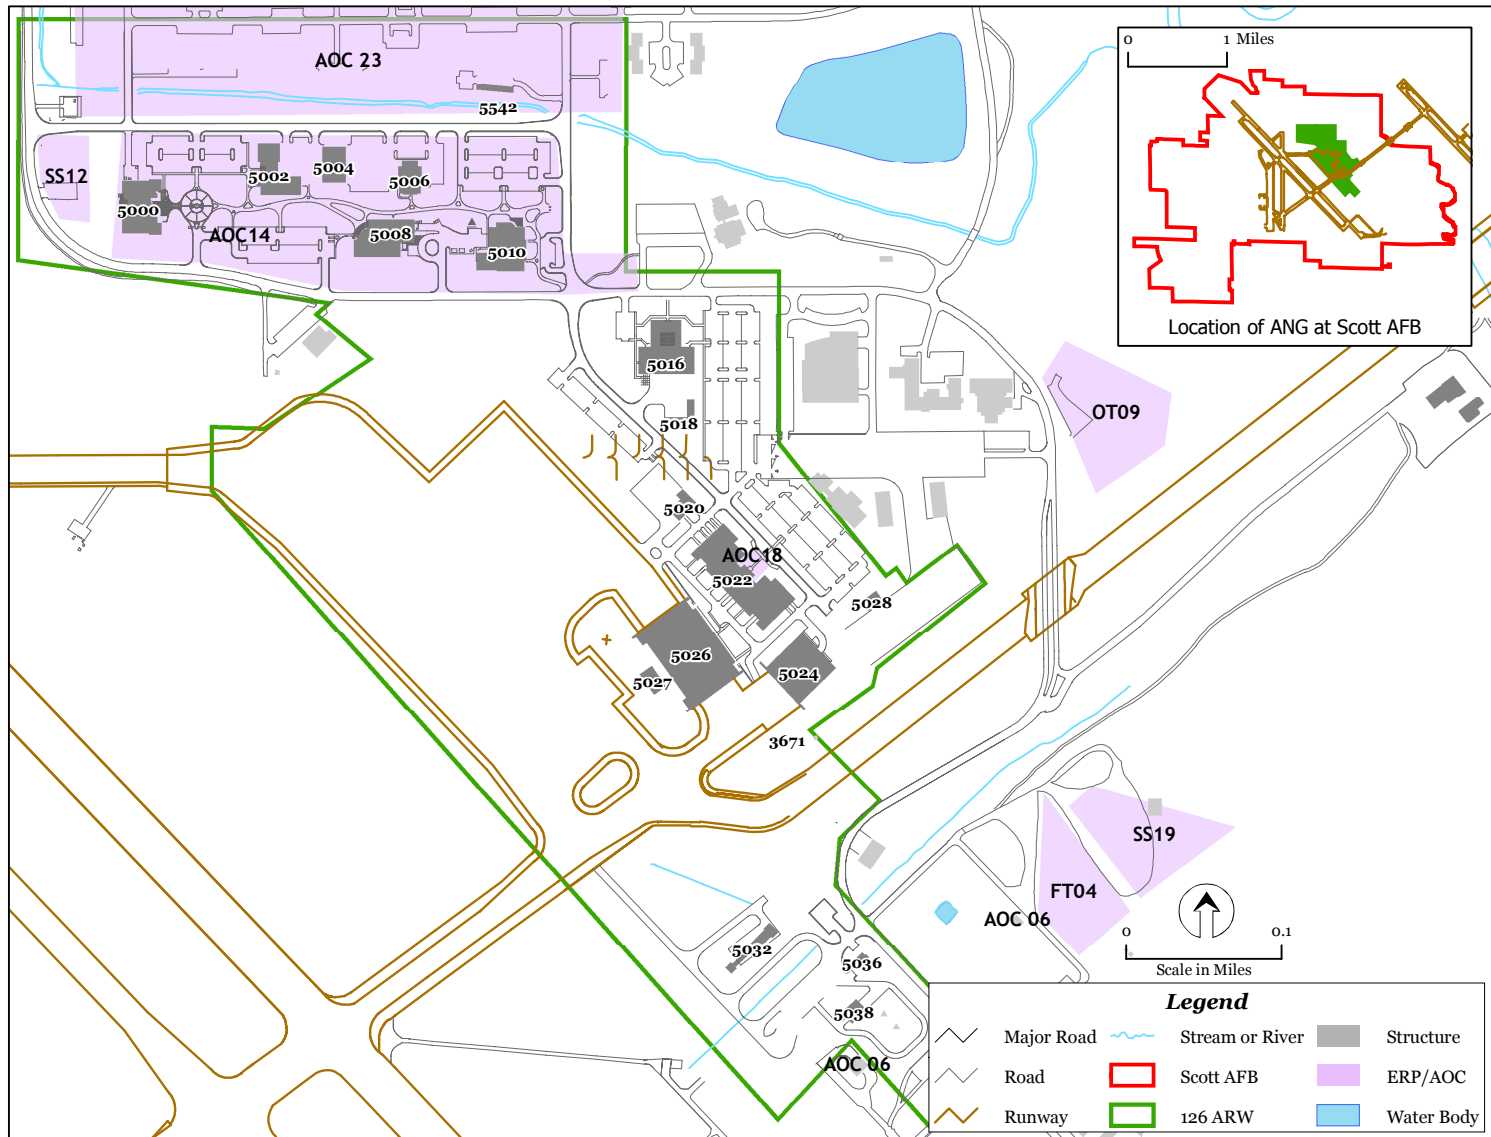 AOC 23
5542
0 1 Miles
Location of ANG at Scott AFB
SS12
5000
5002
5004
5006
AOC14
5008
5010
5016
5018
OT09
5020
AOC18
5022
5028
5026
5027
5024
3671
SS19
FT04
AOC 06
5032
5036
5038
AOC 06
0 0.1
Scale in Miles
Legend
Major Road Stream or River Structure
Road Scott AFB ERP/AOC
Runway 126 ARW Water Body